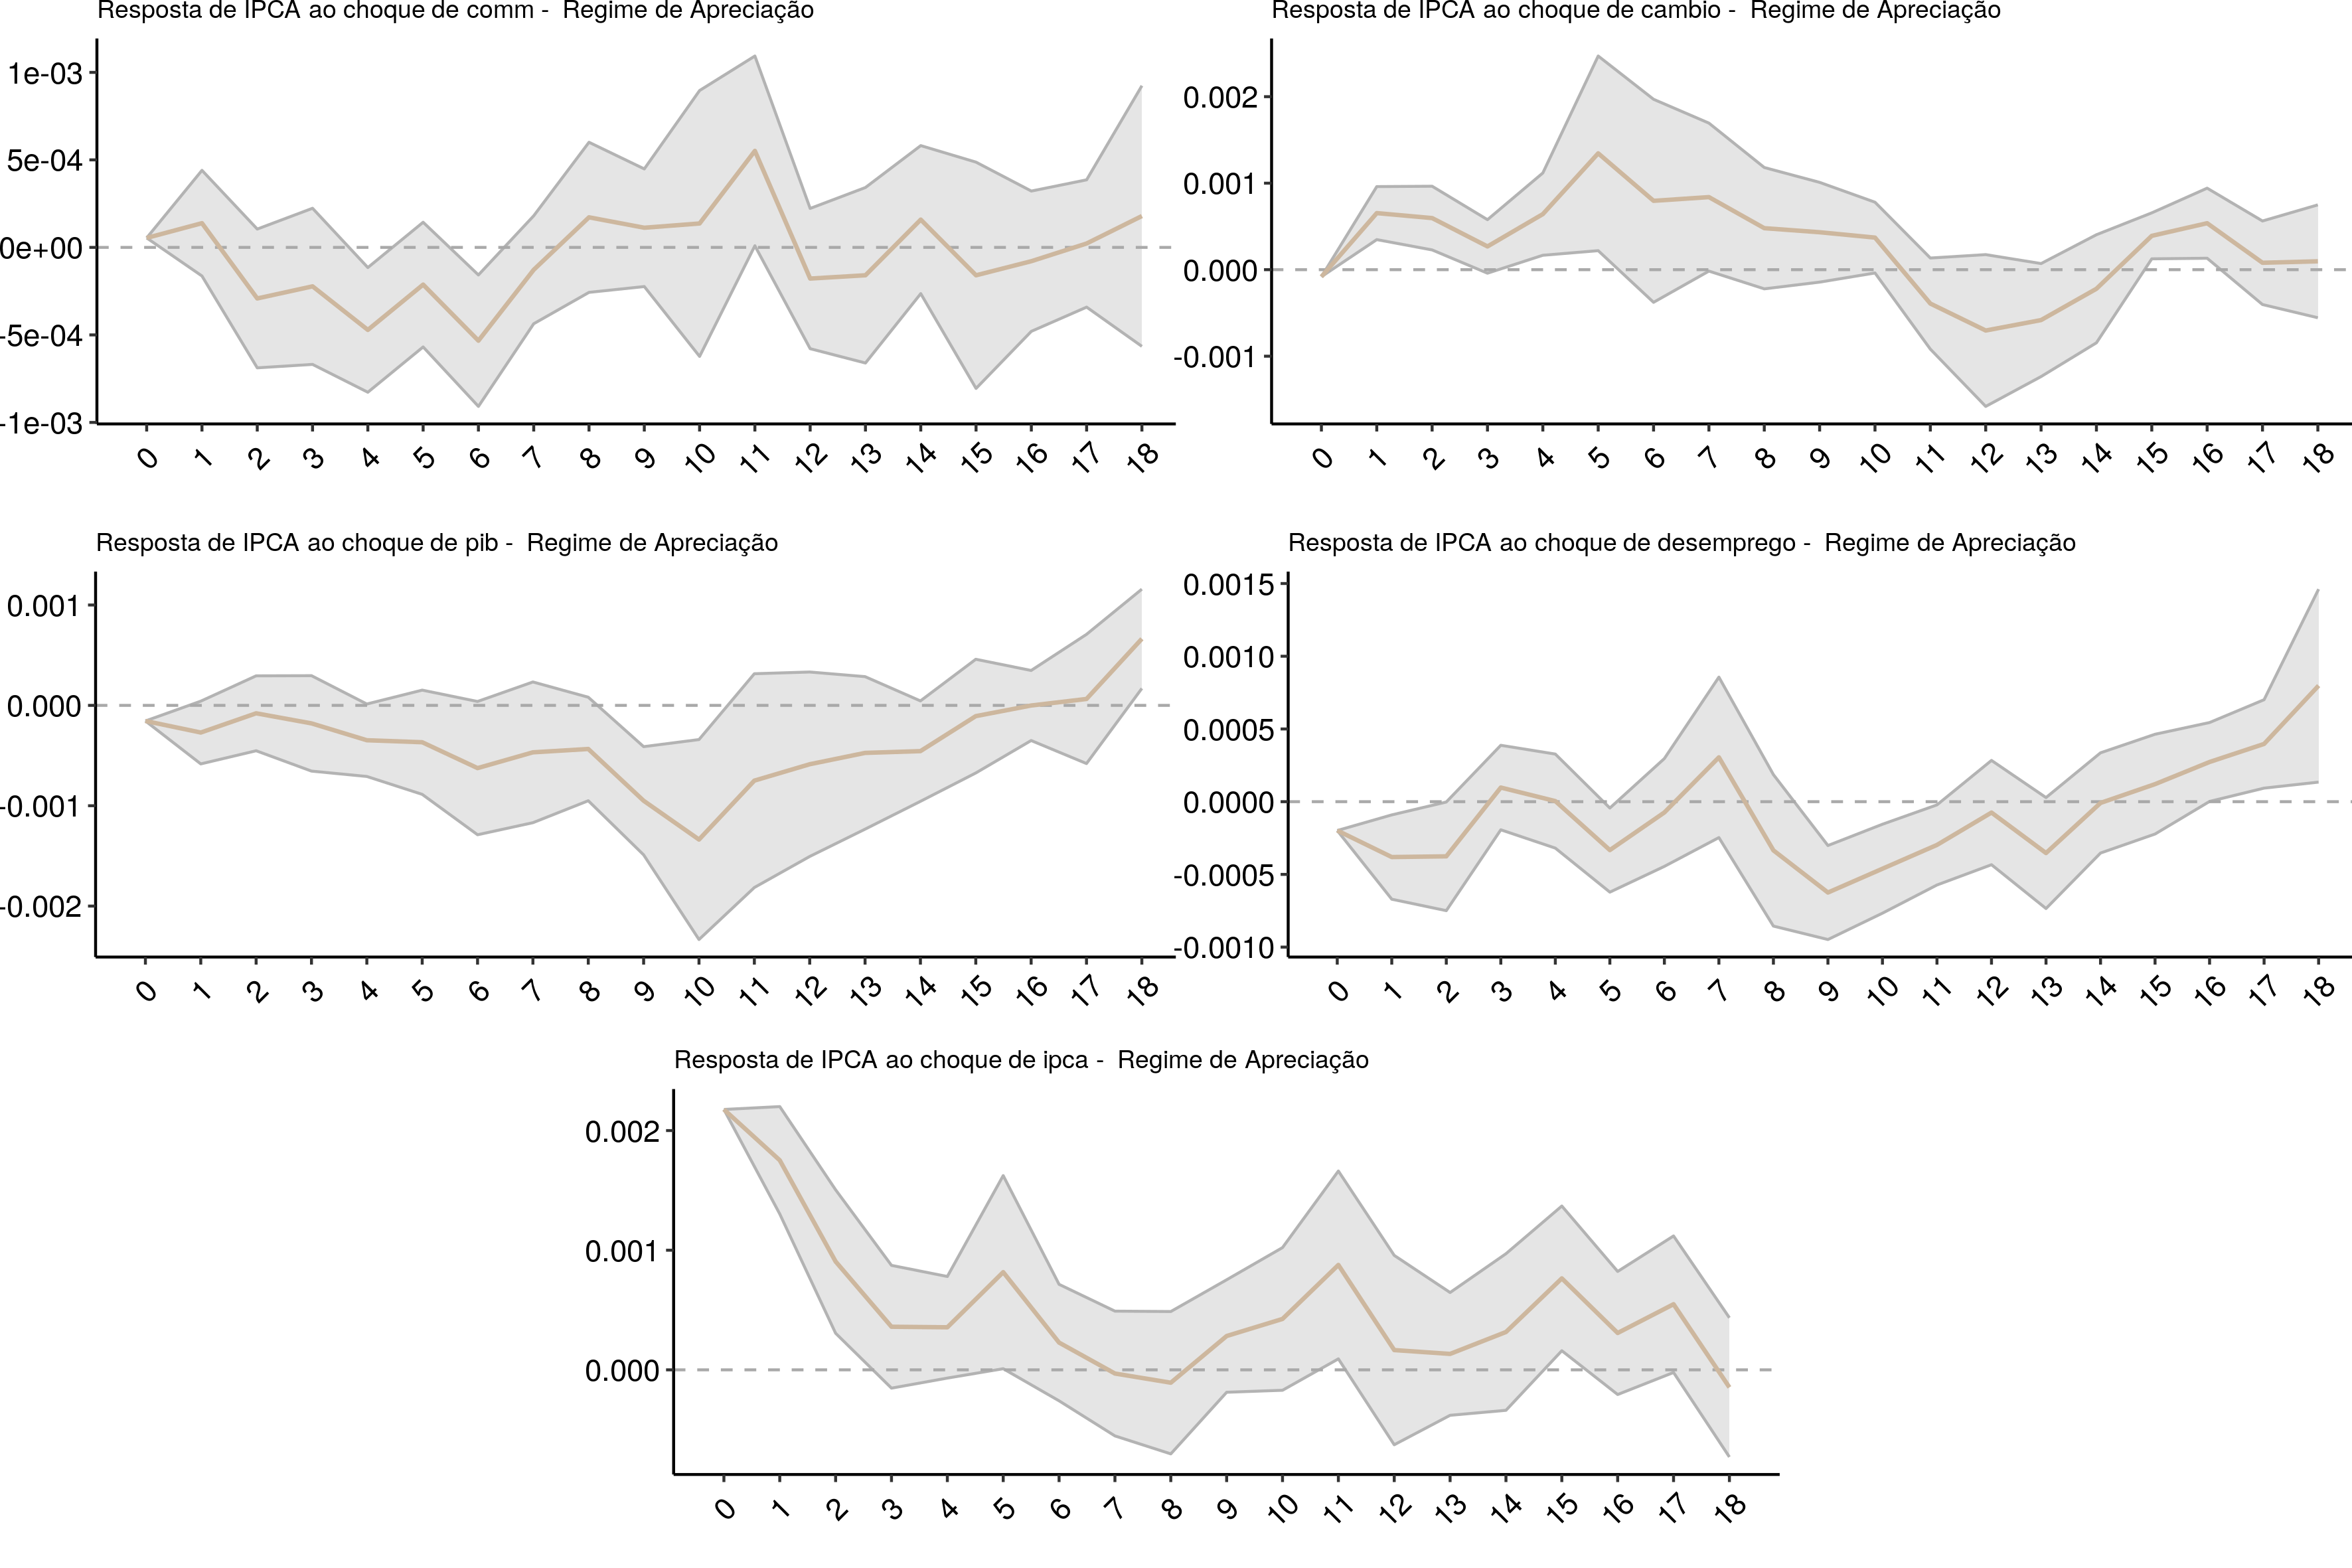 Resposta de IPCA ao choque de comm - Regime de Apreciação
1e-03
5e-04
0e+00
-5e-04
-1e-03
0 1 2 3 4 5 6 7 8 9 10 11 12 13 14 15 16 17 18
Resposta de IPCA ao choque de cambio - Regime de Apreciação
0.002
0.001
0.000
-0.001
0 1 2 3 4 5 6 7 8 9 10 11 12 13 14 15 16 17 18
Resposta de IPCA ao choque de pib - Regime de Apreciação
0.001
0.000
-0.001
-0.002
0 1 2 3 4 5 6 7 8 9 10 11 12 13 14 15 16 17 18
Resposta de IPCA ao choque de desemprego - Regime de Apreciação
0.0015
0.0010
0.0005
0.0000
-0.0005
-0.0010
0 1 2 3 4 5 6 7 8 9 10 11 12 13 14 15 16 17 18
Resposta de IPCA ao choque de ipca - Regime de Apreciação
0.002
0.001
0.000
0 1 2 3 4 5 6 7 8 9 10 11 12 13 14 15 16 17 18